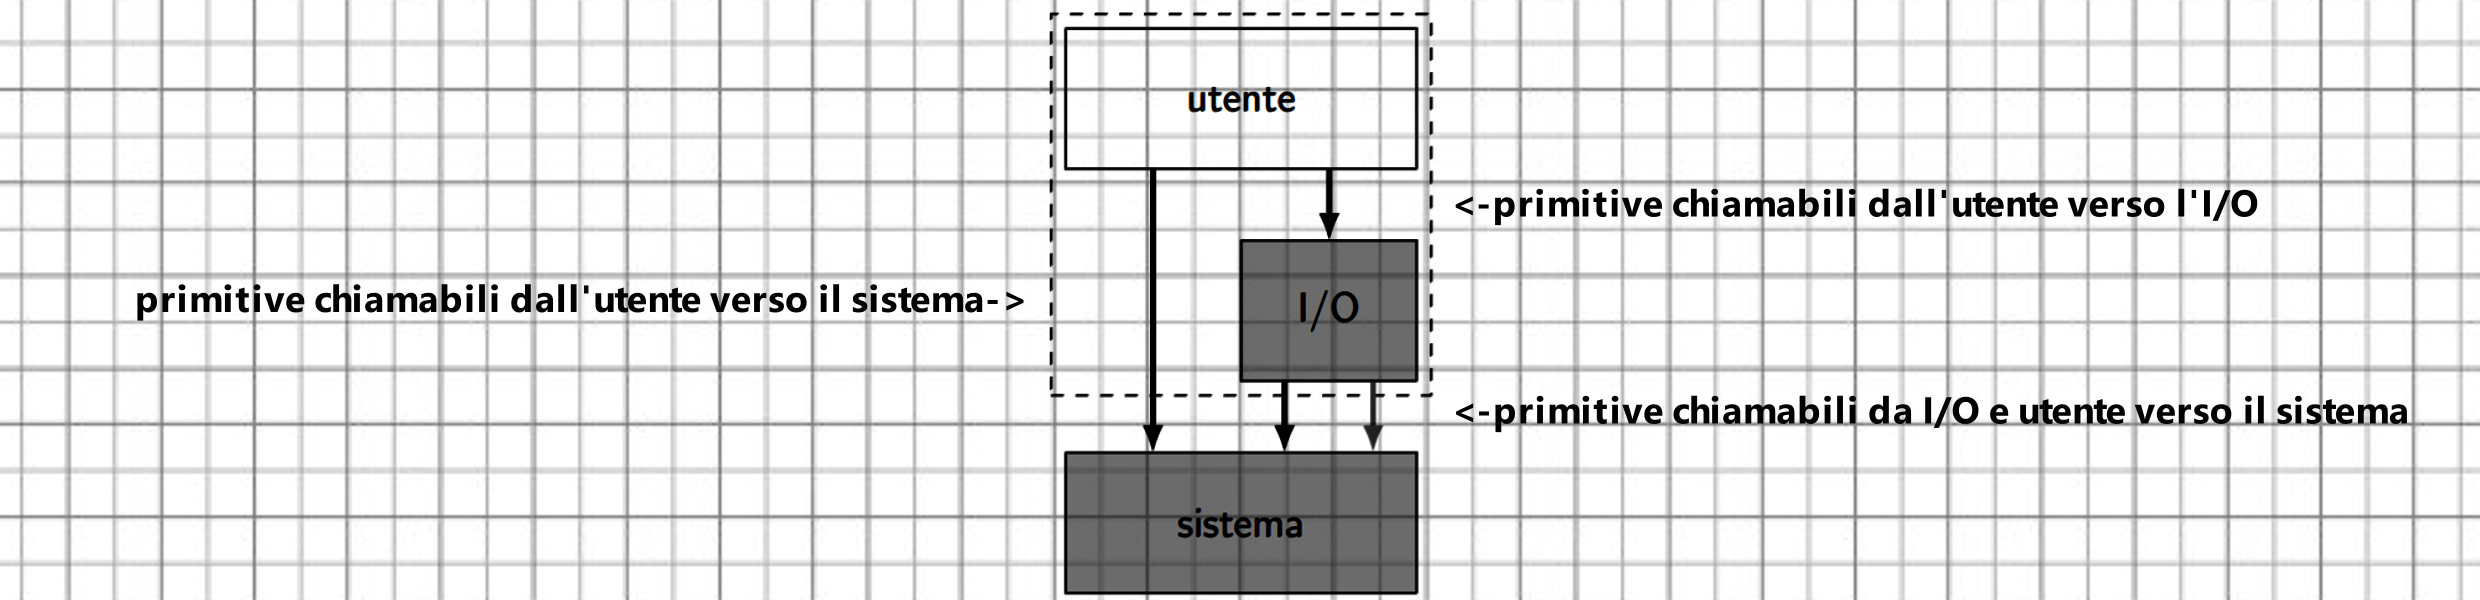 utente
<-primitive chiamabili dall'utente verso l'I/O
primitive chiamabili dall'utente verso il sistema->
I/O
<-primitive chiamabili da I/O e utente verso il sistema
sistema